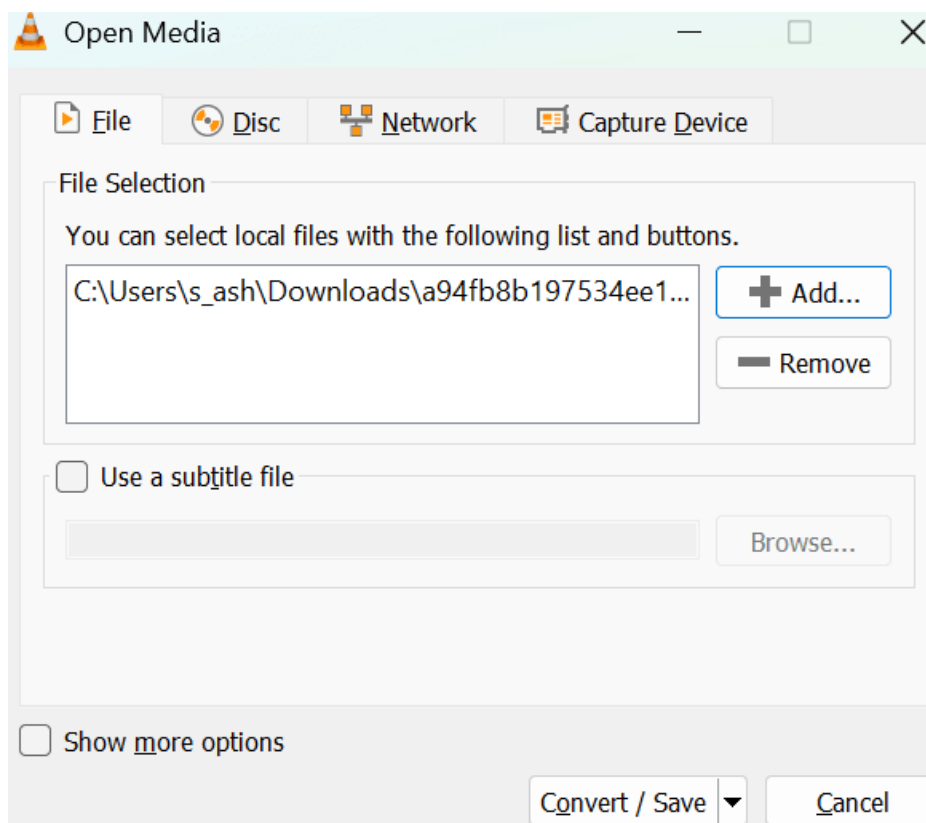 Open Media
File Disc Network Capture Device
File Selection
You can select local files with the following list and buttons.
C:\Users\s_ash\Downloads\a94fb8b197534ee1...
Add...
Remove
Use a subtitle file
Browse...
Show more options
Convert / Save Cancel